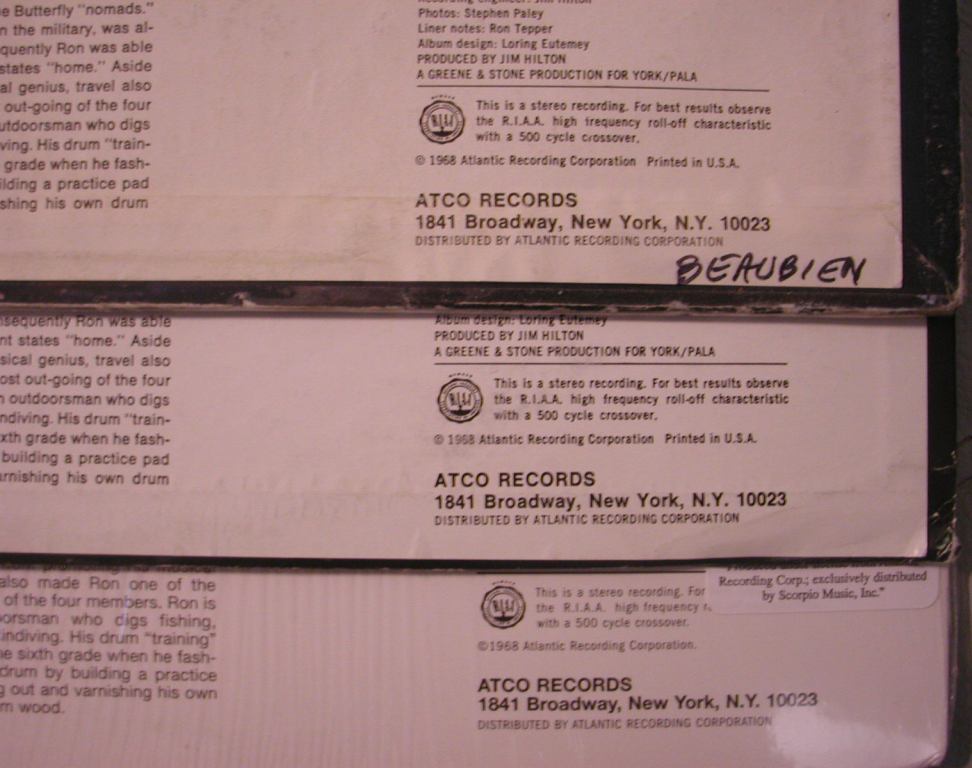 e Butterfly "nomads."
n the military, was al-
quently Ron was able
states "home." Aside
al genius, travel also
out-going of the four
utdoorsman who digs
ving. His drum "train-
grade when he fash-
ilding a practice pad
shing his own drum
Photos: Stephen Paley
Liner notes: Ron Tepper
Album design: Loring Eutemey
PRODUCED BY JIM HILTON
A GREENE & STONE PRODUCTION FOR YORK/PALA
This is a stereo recording. For best results observe
the R.I.A.A. high frequency roll-off characteristic
with a 500 cycle crossover.
© 1968 Atlantic Recording Corporation Printed in U.S.A.
ATCO RECORDS
1841 Broadway, New York, N.Y. 10023
DISTRIBUTED BY ATLANTIC RECORDING CORPORATION
BEAUBIEN
nsequently Ron was able
nt states "home." Aside
sical genius, travel also
ost out-going of the four
n outdoorsman who digs
ndiving. His drum "train-
xth grade when he fash-
building a practice pad
arnishing his own drum
Album design: Loring Eutemey
PRODUCED BY JIM HILTON
A GREENE & STONE PRODUCTION FOR YORK/PALA
This is a stereo recording. For best results observe
the R.I.A.A. high frequency roll-off characteristic
with a 500 cycle crossover.
© 1968 Atlantic Recording Corporation Printed in U.S.A.
ATCO RECORDS
1841 Broadway, New York, N.Y. 10023
DISTRIBUTED BY ATLANTIC RECORDING CORPORATION
also made Ron one of the
of the four members. Ron is
orsman who digs fishing,
indiving. His drum "training"
ne sixth grade when he fash-
drum by building a practice
g out and varnishing his own
m wood.
Recording Corp.; exclusively distributed
by Scorpio Music, Inc."
This is a stereo recording. For
the R.I.A.A. high frequency r
with a 500 cycle crossover.
©1968 Atlantic Recording Corporation.
ATCO RECORDS
1841 Broadway, New York, N.Y. 10023
DISTRIBUTED BY ATLANTIC RECORDING CORPORATION